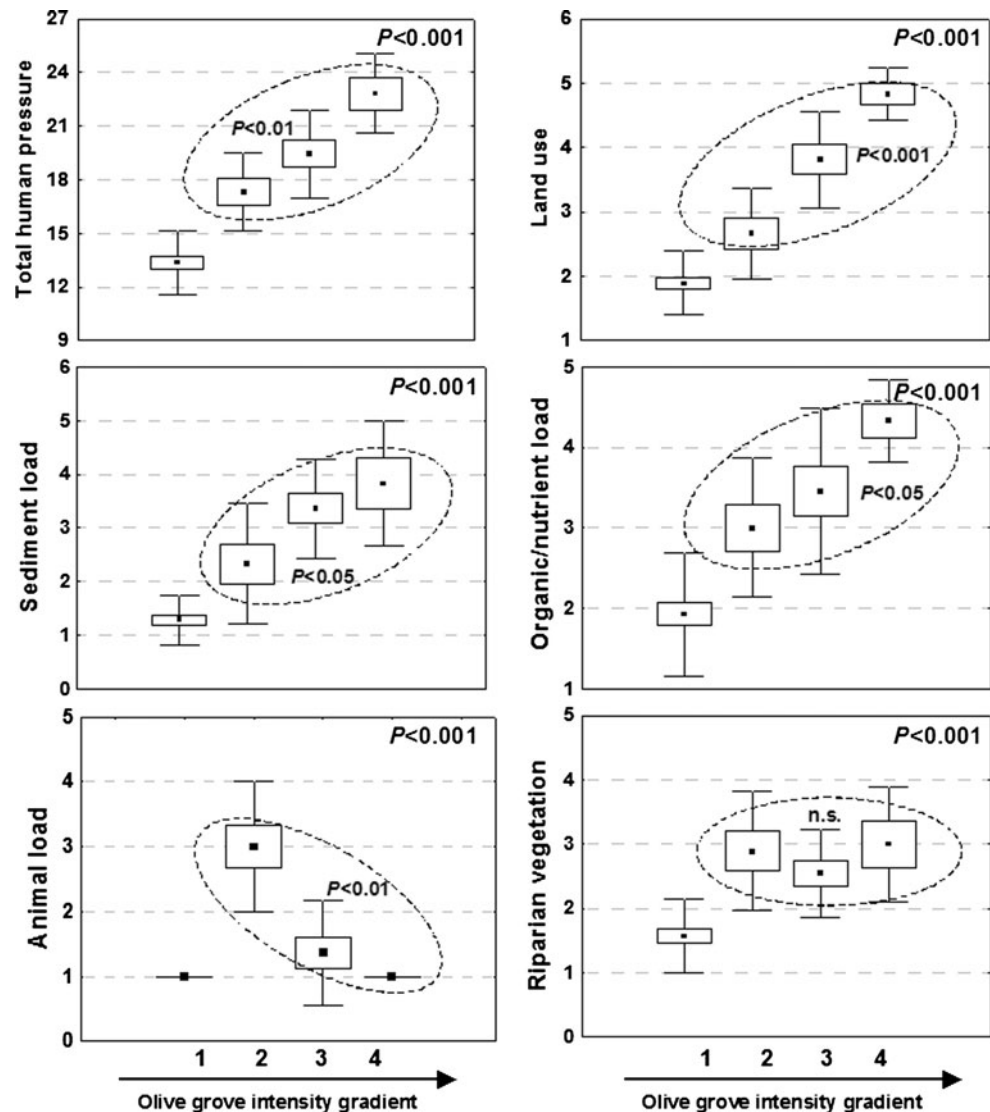 Total human pressure
27
24
21
18
15
12
9
P<0.001
P<0.01
Land use
6
5
4
3
2
1
P<0.001
P<0.001
Sediment load
6
5
4
3
2
1
0
P<0.001
P<0.05
Organic/nutrient load
5
4
3
2
1
P<0.001
P<0.05
Animal load
5
4
3
2
1
0
P<0.001
P<0.01
1 2 3 4
Olive grove intensity gradient
Riparian vegetation
5
4
3
2
1
0
P<0.001
n.s.
1 2 3 4
Olive grove intensity gradient